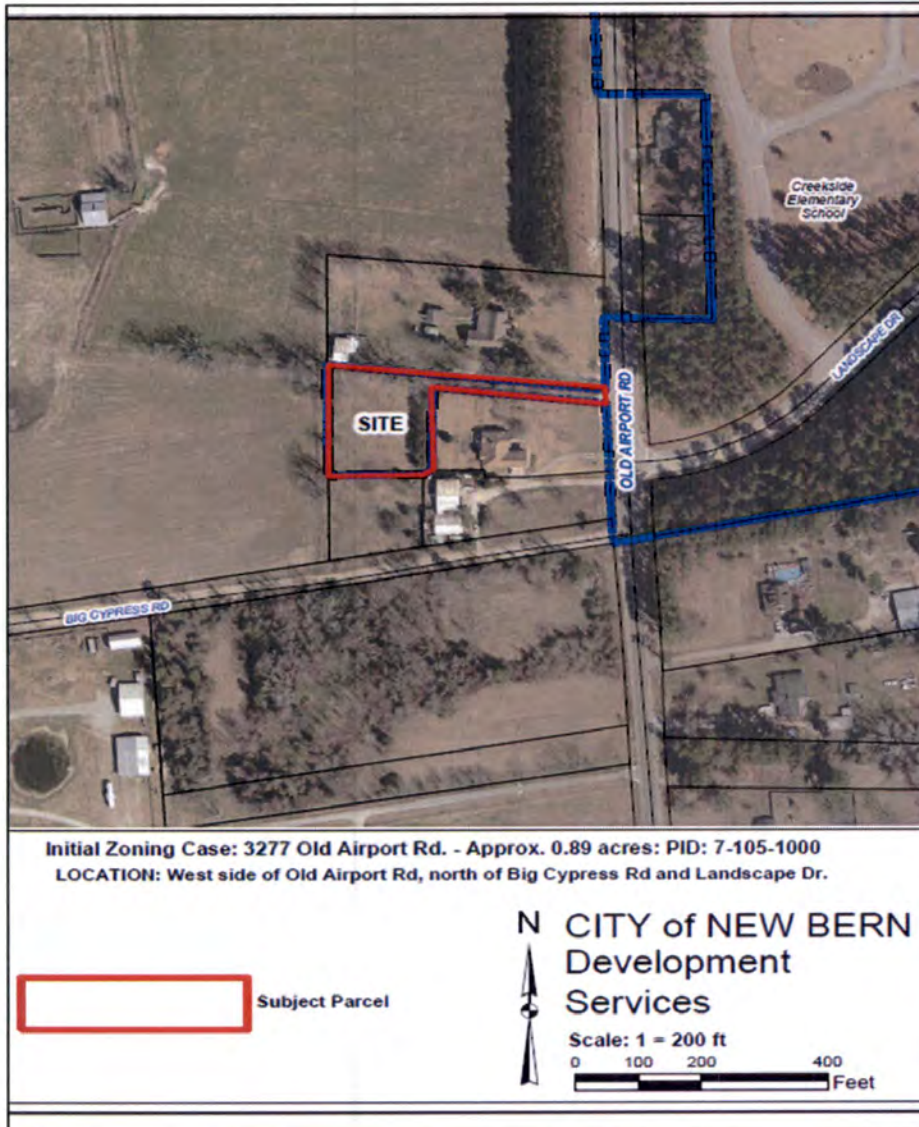 Creekside
Elementary
School
LANDSCAPE DR
OLD AIRPORT RD
SITE
BIG CYPRESS RD
Initial Zoning Case: 3277 Old Airport Rd. - Approx. 0.89 acres: PID: 7-105-1000
LOCATION: West side of Old Airport Rd, north of Big Cypress Rd and Landscape Dr.
Subject Parcel
N
CITY of NEW BERN
Development
Services
Scale: 1 = 200 ft
0 100 200 400
Feet